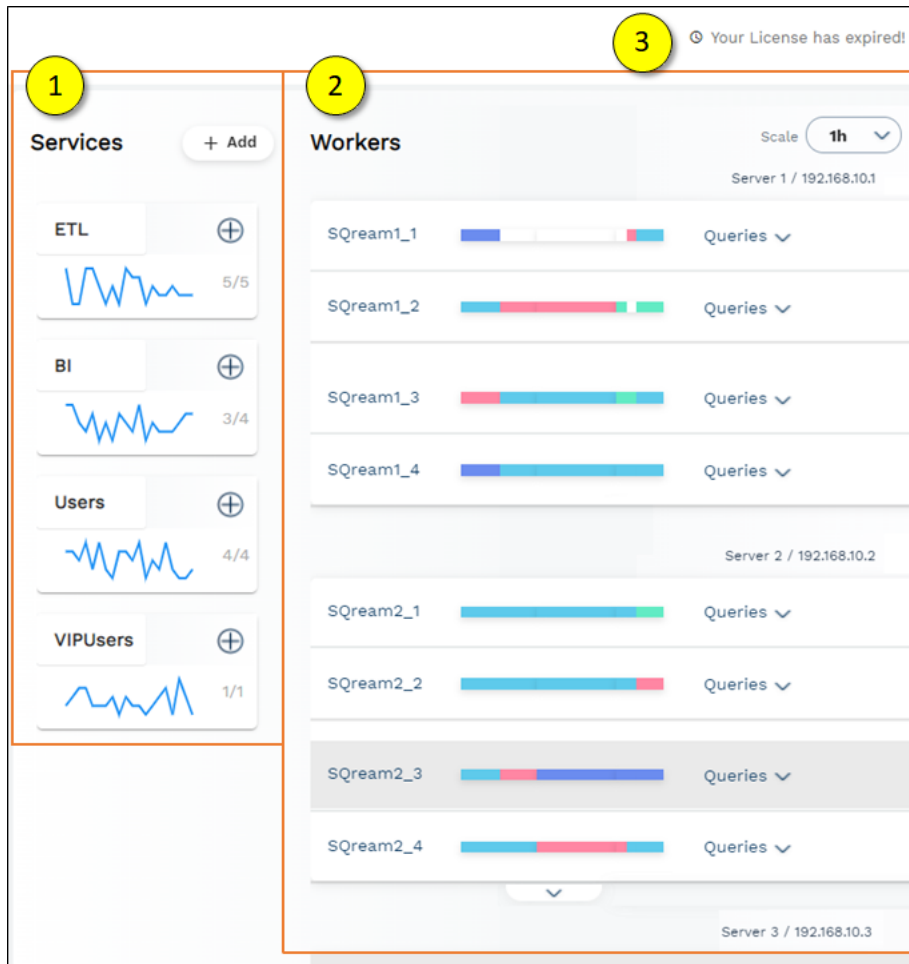 3 Your License has expired!
1 2
Services + Add Workers Scale 1h
Server 1 / 192.168.10.1
ETL
5/5
SQream1_1 Queries
SQream1_2 Queries
BI
3/4
SQream1_3 Queries
SQream1_4 Queries
Users
4/4
Server 2 / 192.168.10.2
SQream2_1 Queries
VIPUsers
1/1
SQream2_2 Queries
SQream2_3 Queries
SQream2_4 Queries
Server 3 / 192.168.10.3